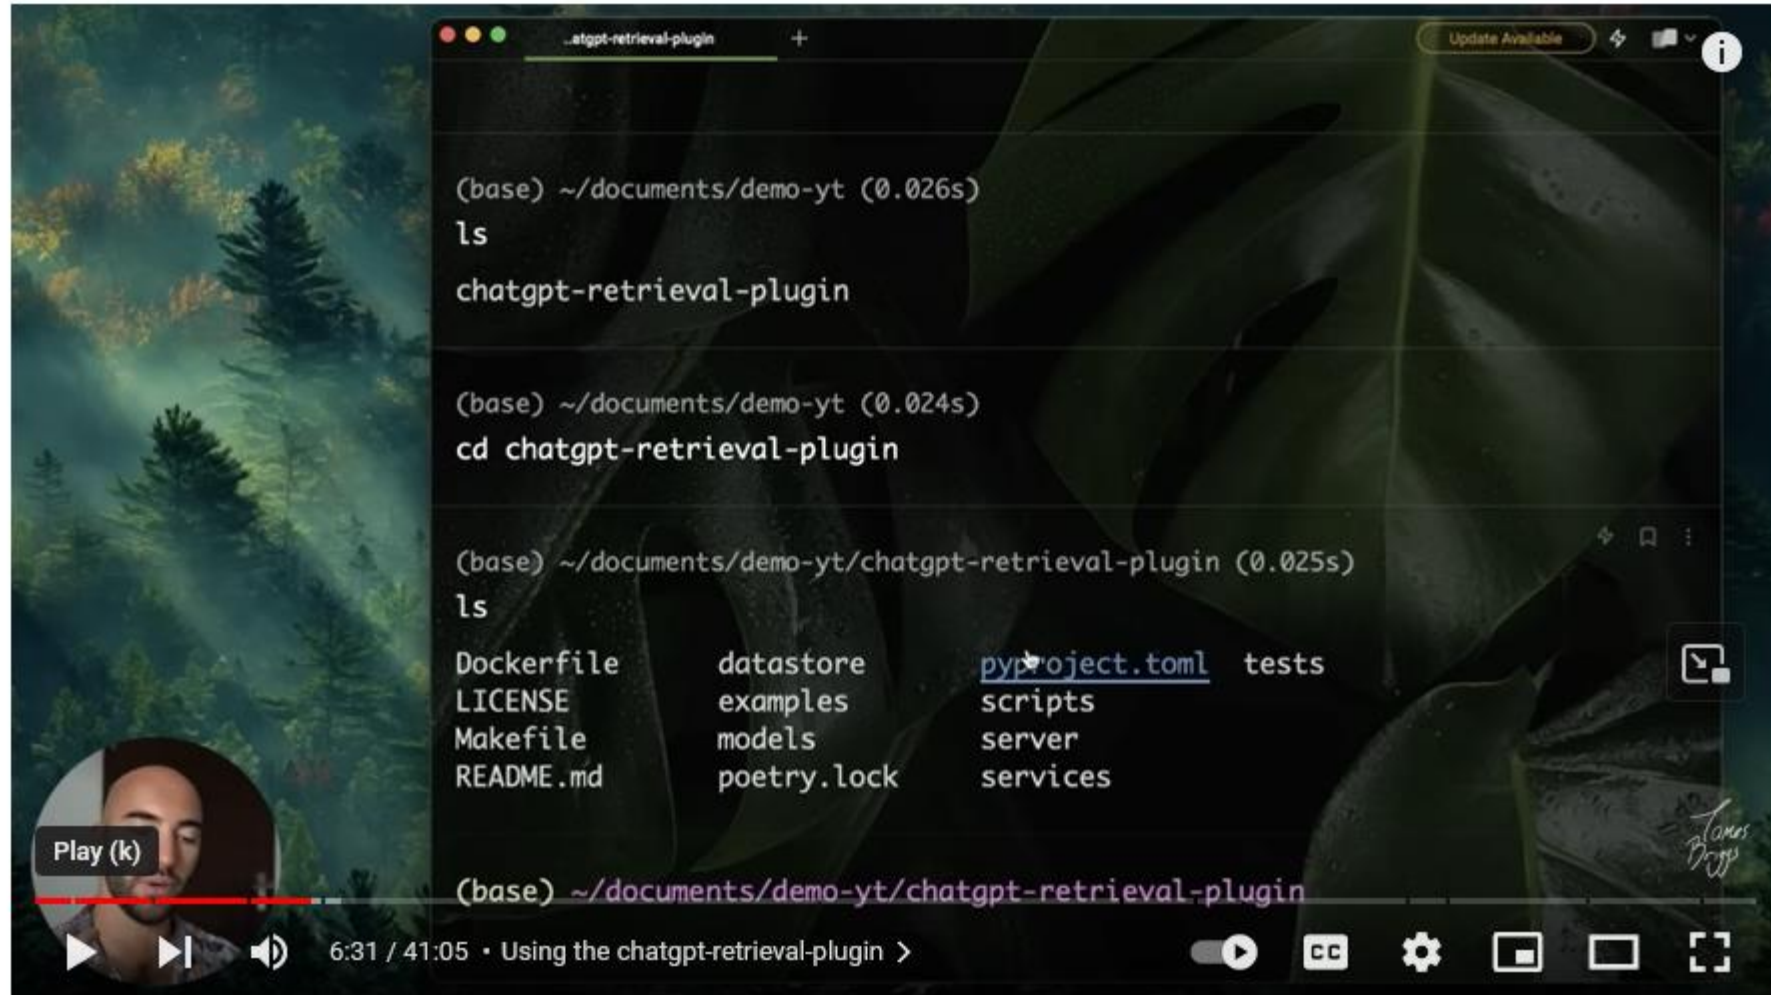 ..atgpt-retrieval-plugin +
Update Available
(base) ~/documents/demo-yt (0.026s)
ls
chatgpt-retrieval-plugin
(base) ~/documents/demo-yt (0.024s)
cd chatgpt-retrieval-plugin
(base) ~/documents/demo-yt/chatgpt-retrieval-plugin (0.025s)
ls
Dockerfile datastore pyproject.toml tests
LICENSE examples scripts
Makefile models server
README.md poetry.lock services
James
Briggs
Play (k)
(base) ~/documents/demo-yt/chatgpt-retrieval-plugin
6:31 / 41:05 • Using the chatgpt-retrieval-plugin >
CC